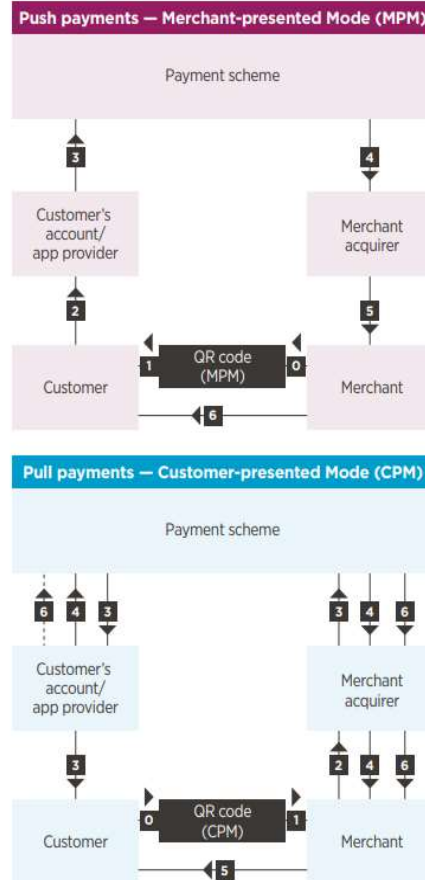 Push payments — Merchant-presented Mode (MPM)
Payment scheme
3
4
Customer's
account/
app provider
Merchant
acquirer
2
5
Customer
1
QR code
(MPM)
0
Merchant
6
Pull payments — Customer-presented Mode (CPM)
Payment scheme
6 4 3
3 4 6
Customer's
account/
app provider
Merchant
acquirer
3
2 4 6
Customer
0
QR code
(CPM)
1
Merchant
5